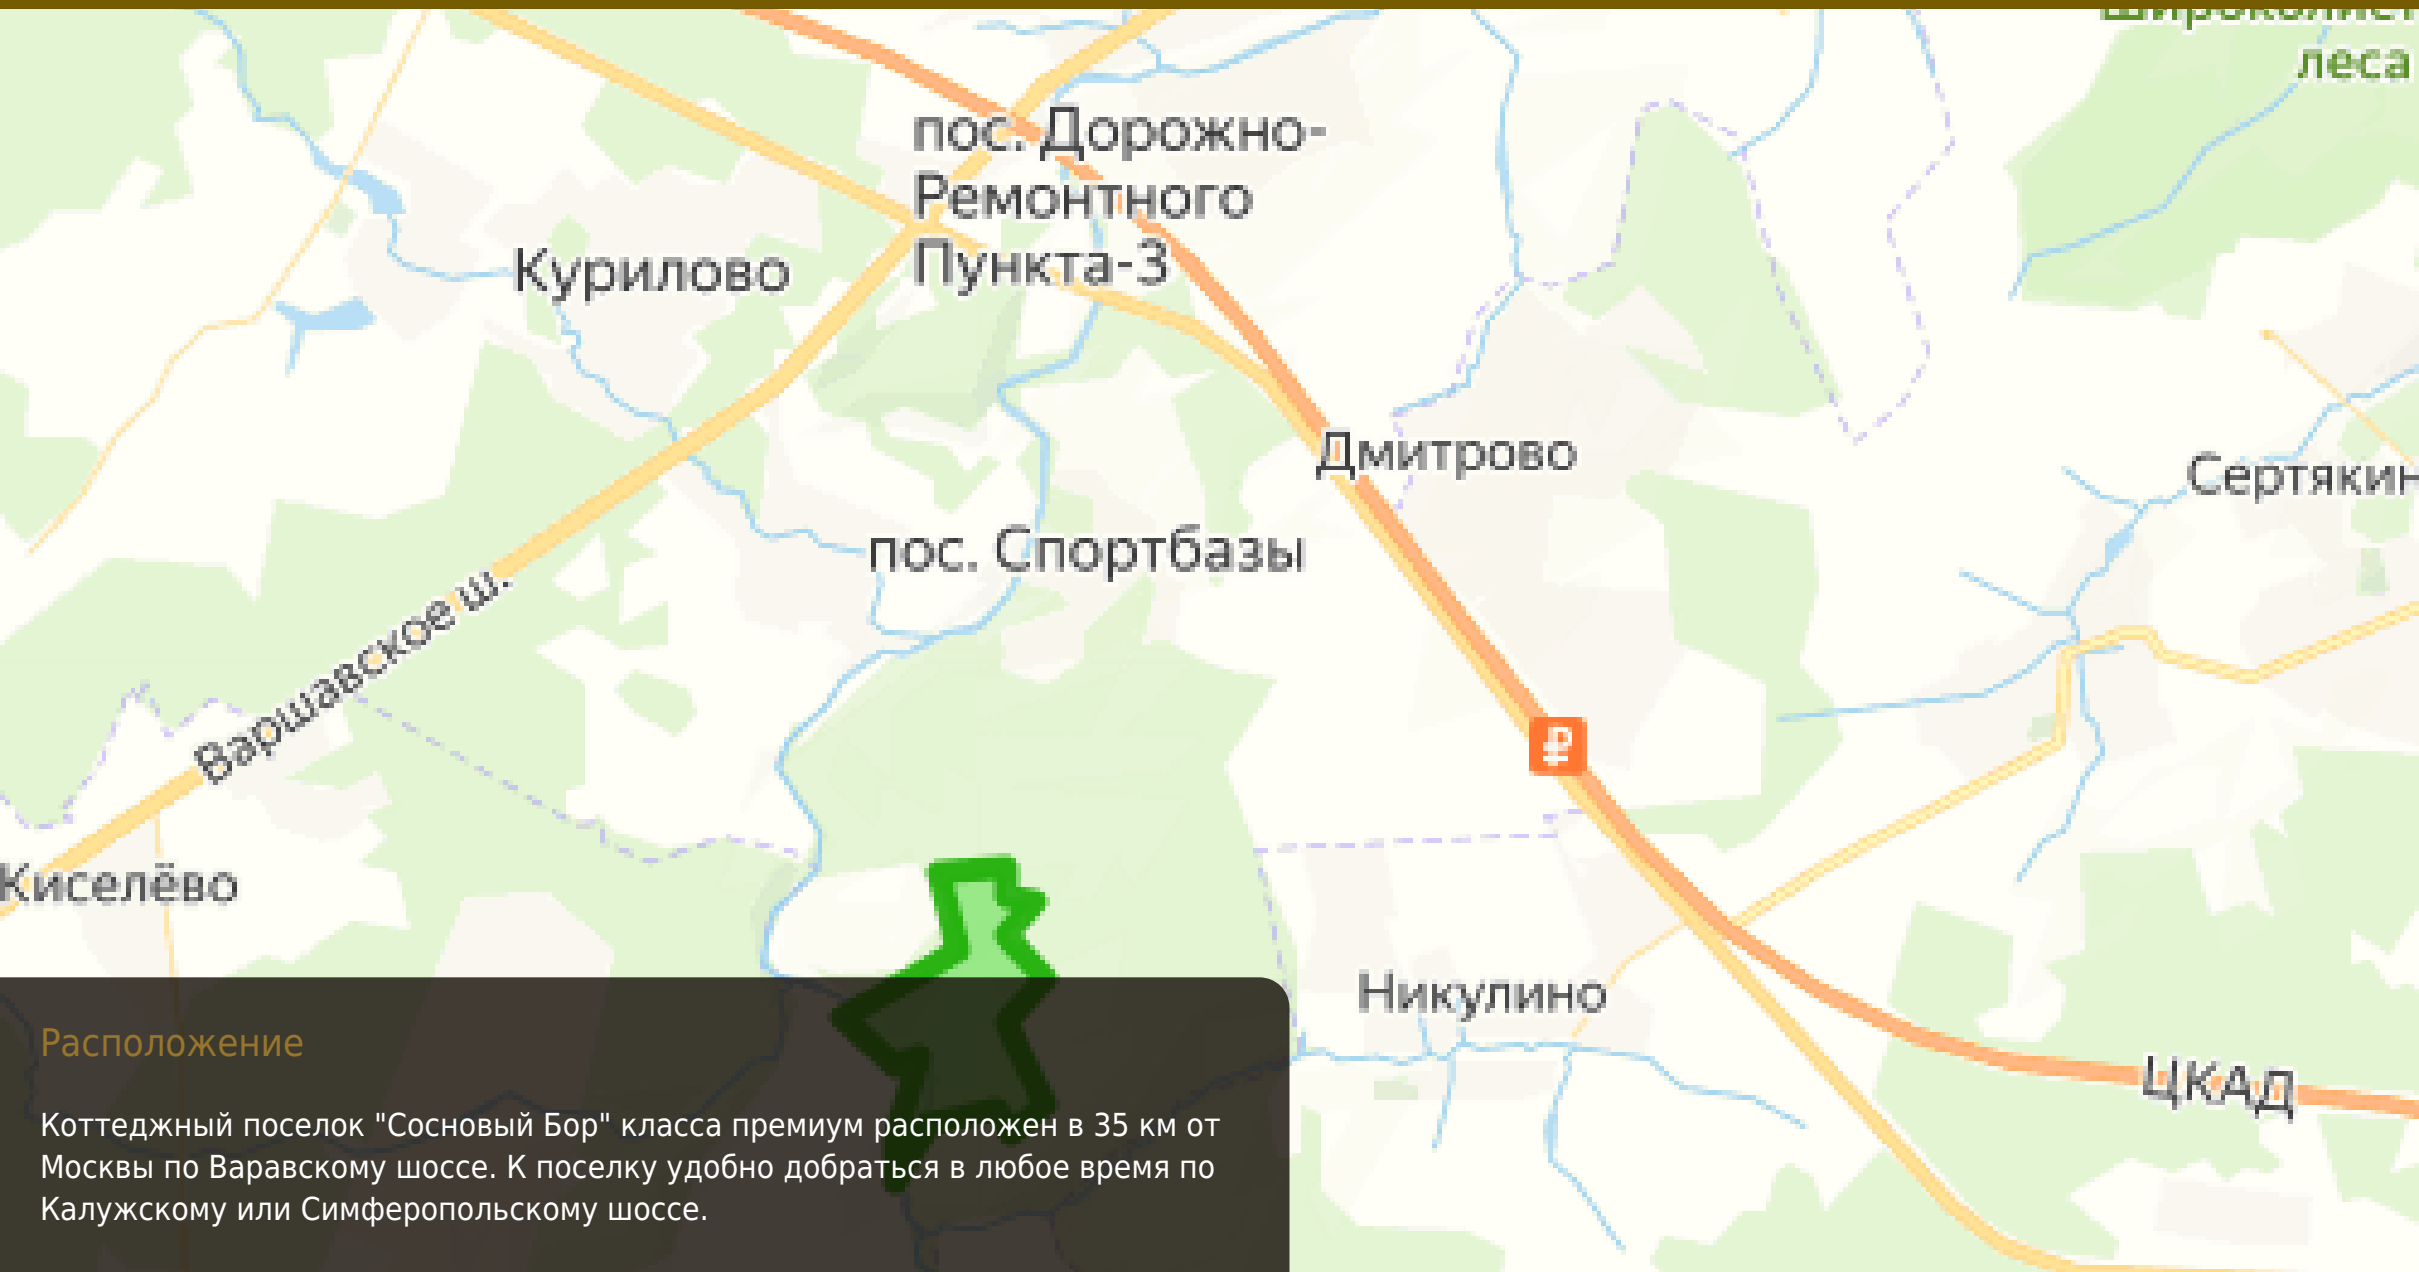 леса
пос. Дорожно-
Ремонтного
Пункта-3
Курилово
Дмитрово
Сертякин
пос. Спортбазы
Варшавское ш.
₽
Киселёво
Никулино
ЦКАД
Расположение
Коттеджный поселок "Сосновый Бор" класса премиум расположен в 35 км от
Москвы по Варавскому шоссе. К поселку удобно добраться в любое время по
Калужскому или Симферопольскому шоссе.